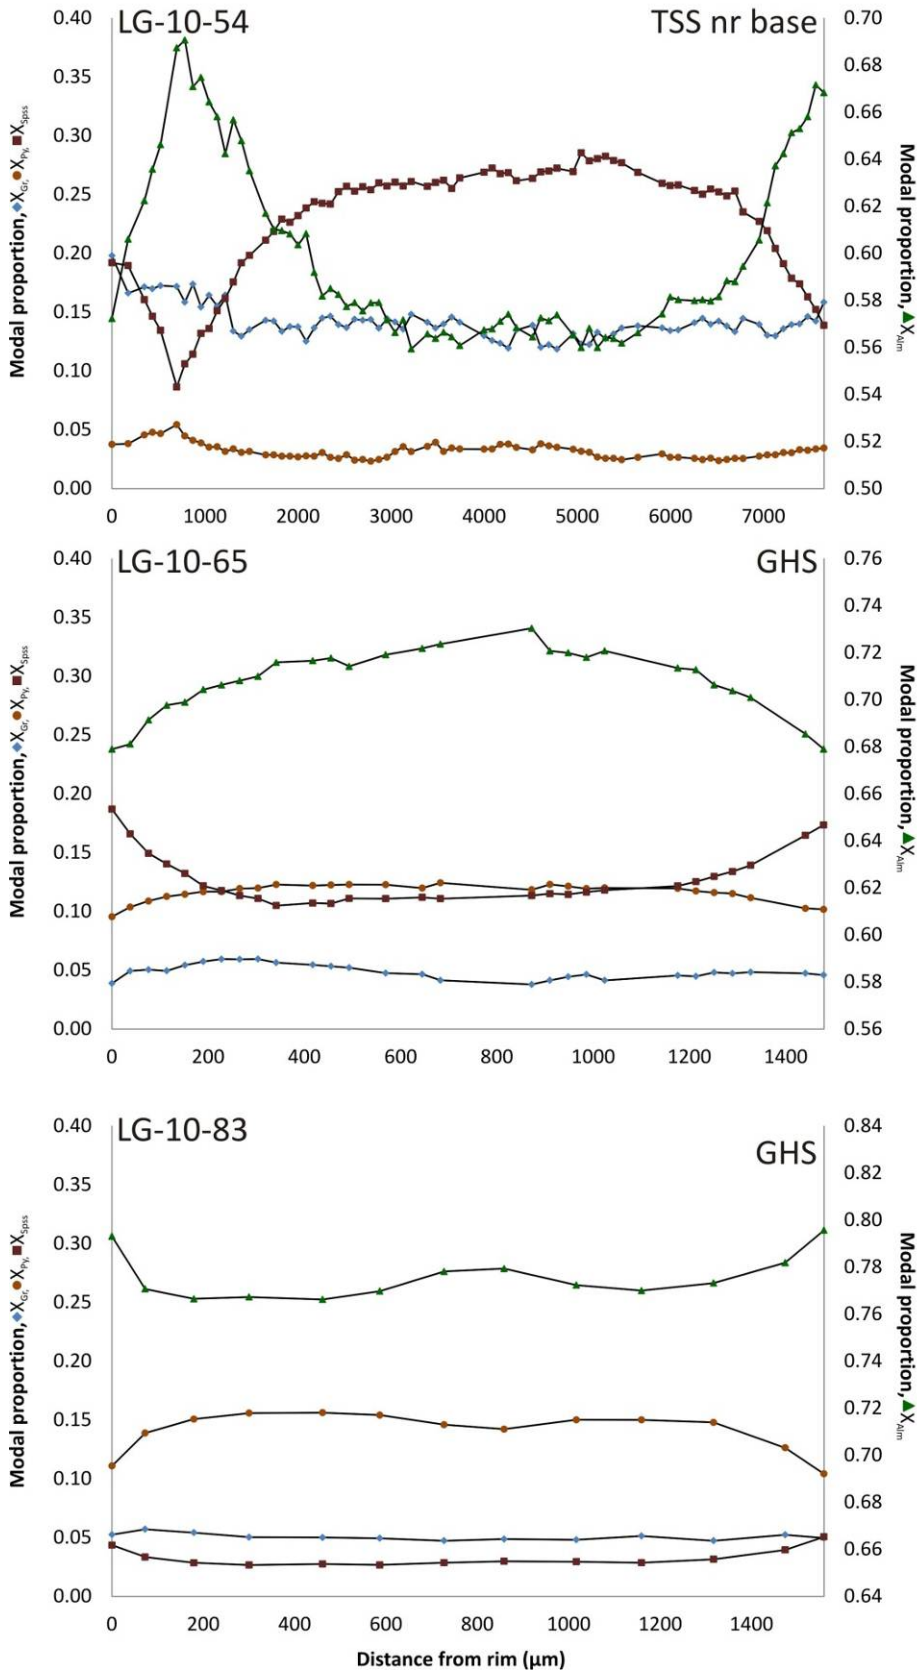 LG-10-54 TSS nr base
0.40 0.70
0.35 0.68
0.30 0.66
0.25 0.64
0.20 0.62
0.15 0.60
0.10 0.58
0.05 0.56
0.00 0.54
0.52
0.50
Modal proportion, ◆XGr, ●XPy, ■XSpss
Modal proportion, ▲XAlm
0 1000 2000 3000 4000 5000 6000 7000
LG-10-65 GHS
0.40 0.76
0.35 0.74
0.30 0.72
0.25 0.70
0.20 0.68
0.15 0.66
0.10 0.64
0.05 0.62
0.00 0.60
0.58
0.56
Modal proportion, ◆XGr, ●XPy, ■XSpss
Modal proportion, ▲XAlm
0 200 400 600 800 1000 1200 1400
LG-10-83 GHS
0.40 0.84
0.35 0.82
0.30 0.80
0.25 0.78
0.20 0.76
0.15 0.74
0.10 0.72
0.05 0.70
0.00 0.68
0.66
0.64
Modal proportion, ◆XGr, ●XPy, ■XSpss
Modal proportion, ▲XAlm
0 200 400 600 800 1000 1200 1400
Distance from rim (μm)